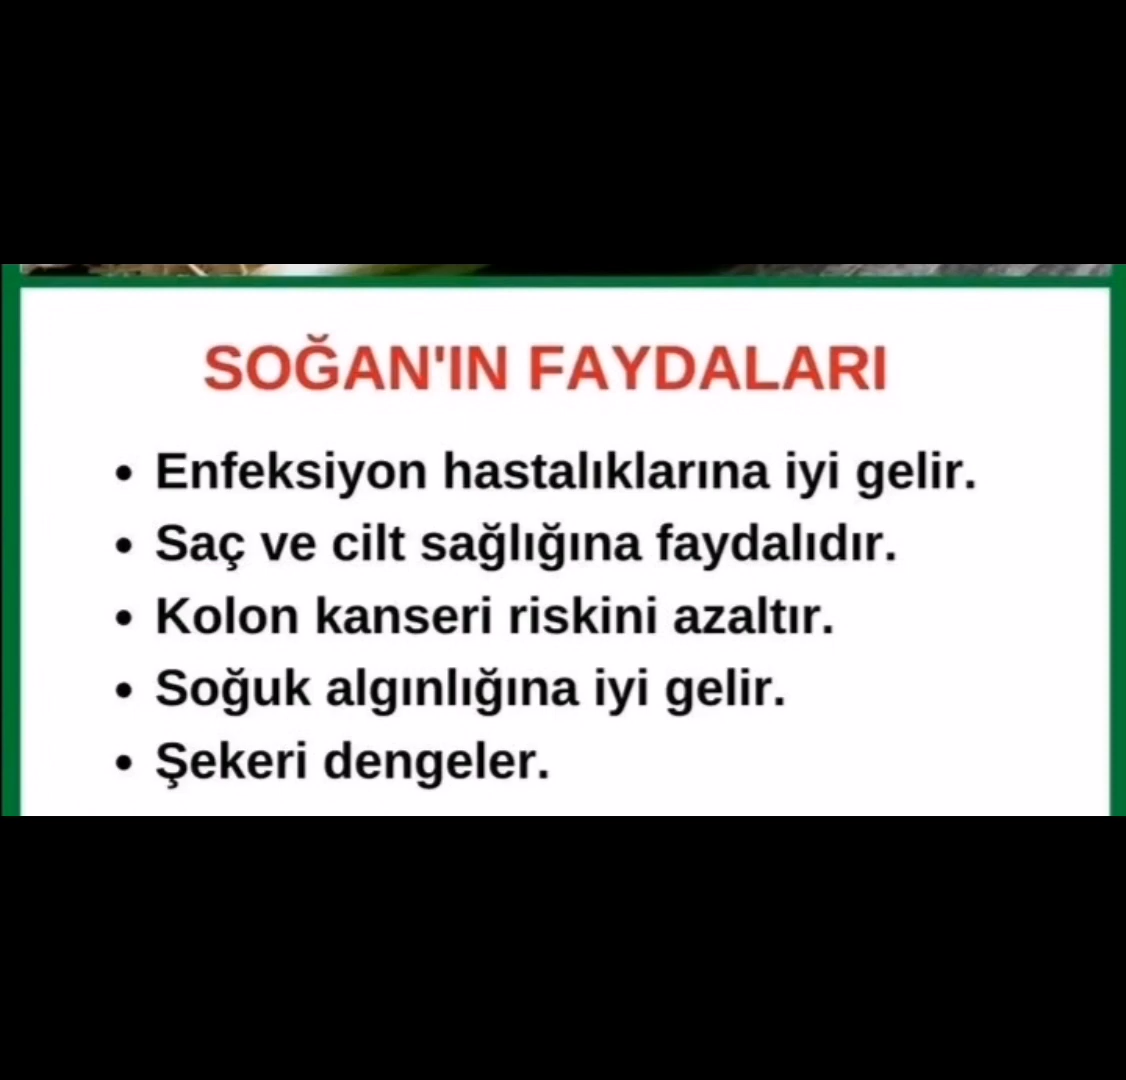 SOĞAN'IN FAYDALARI
• Enfeksiyon hastalıklarına iyi gelir.
• Saç ve cilt sağlığına faydalıdır.
• Kolon kanseri riskini azaltır.
• Soğuk algınlığına iyi gelir.
• Şekeri dengeler.